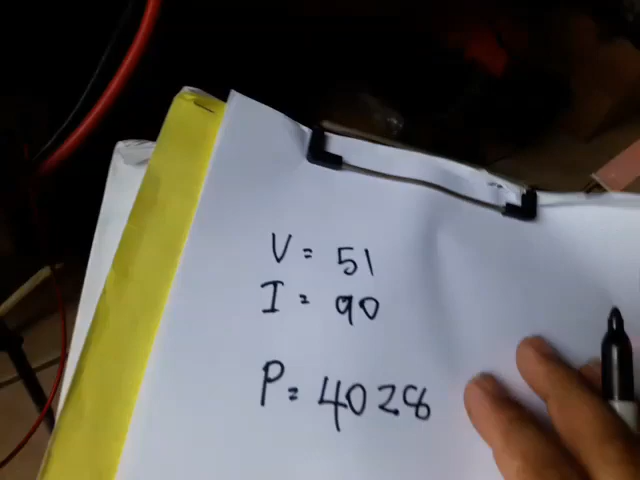 V = 51
I = 90
P = 4028